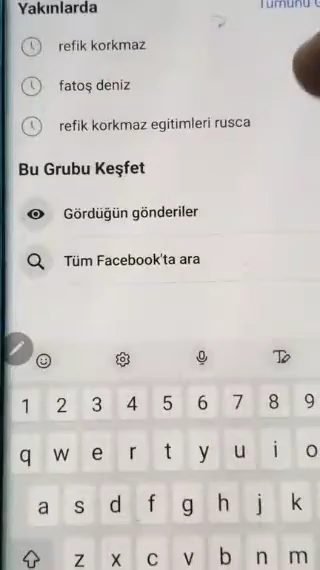 Yakınlarda
Tümünü
refik korkmaz
fatoş deniz
refik korkmaz egitimleri rusca
Bu Grubu Keşfet
Gördüğün gönderiler
Tüm Facebook'ta ara
1 2 3 4 5 6 7 8 9
q w e r t y u i o
a s d f g h j k
z x c v b n m